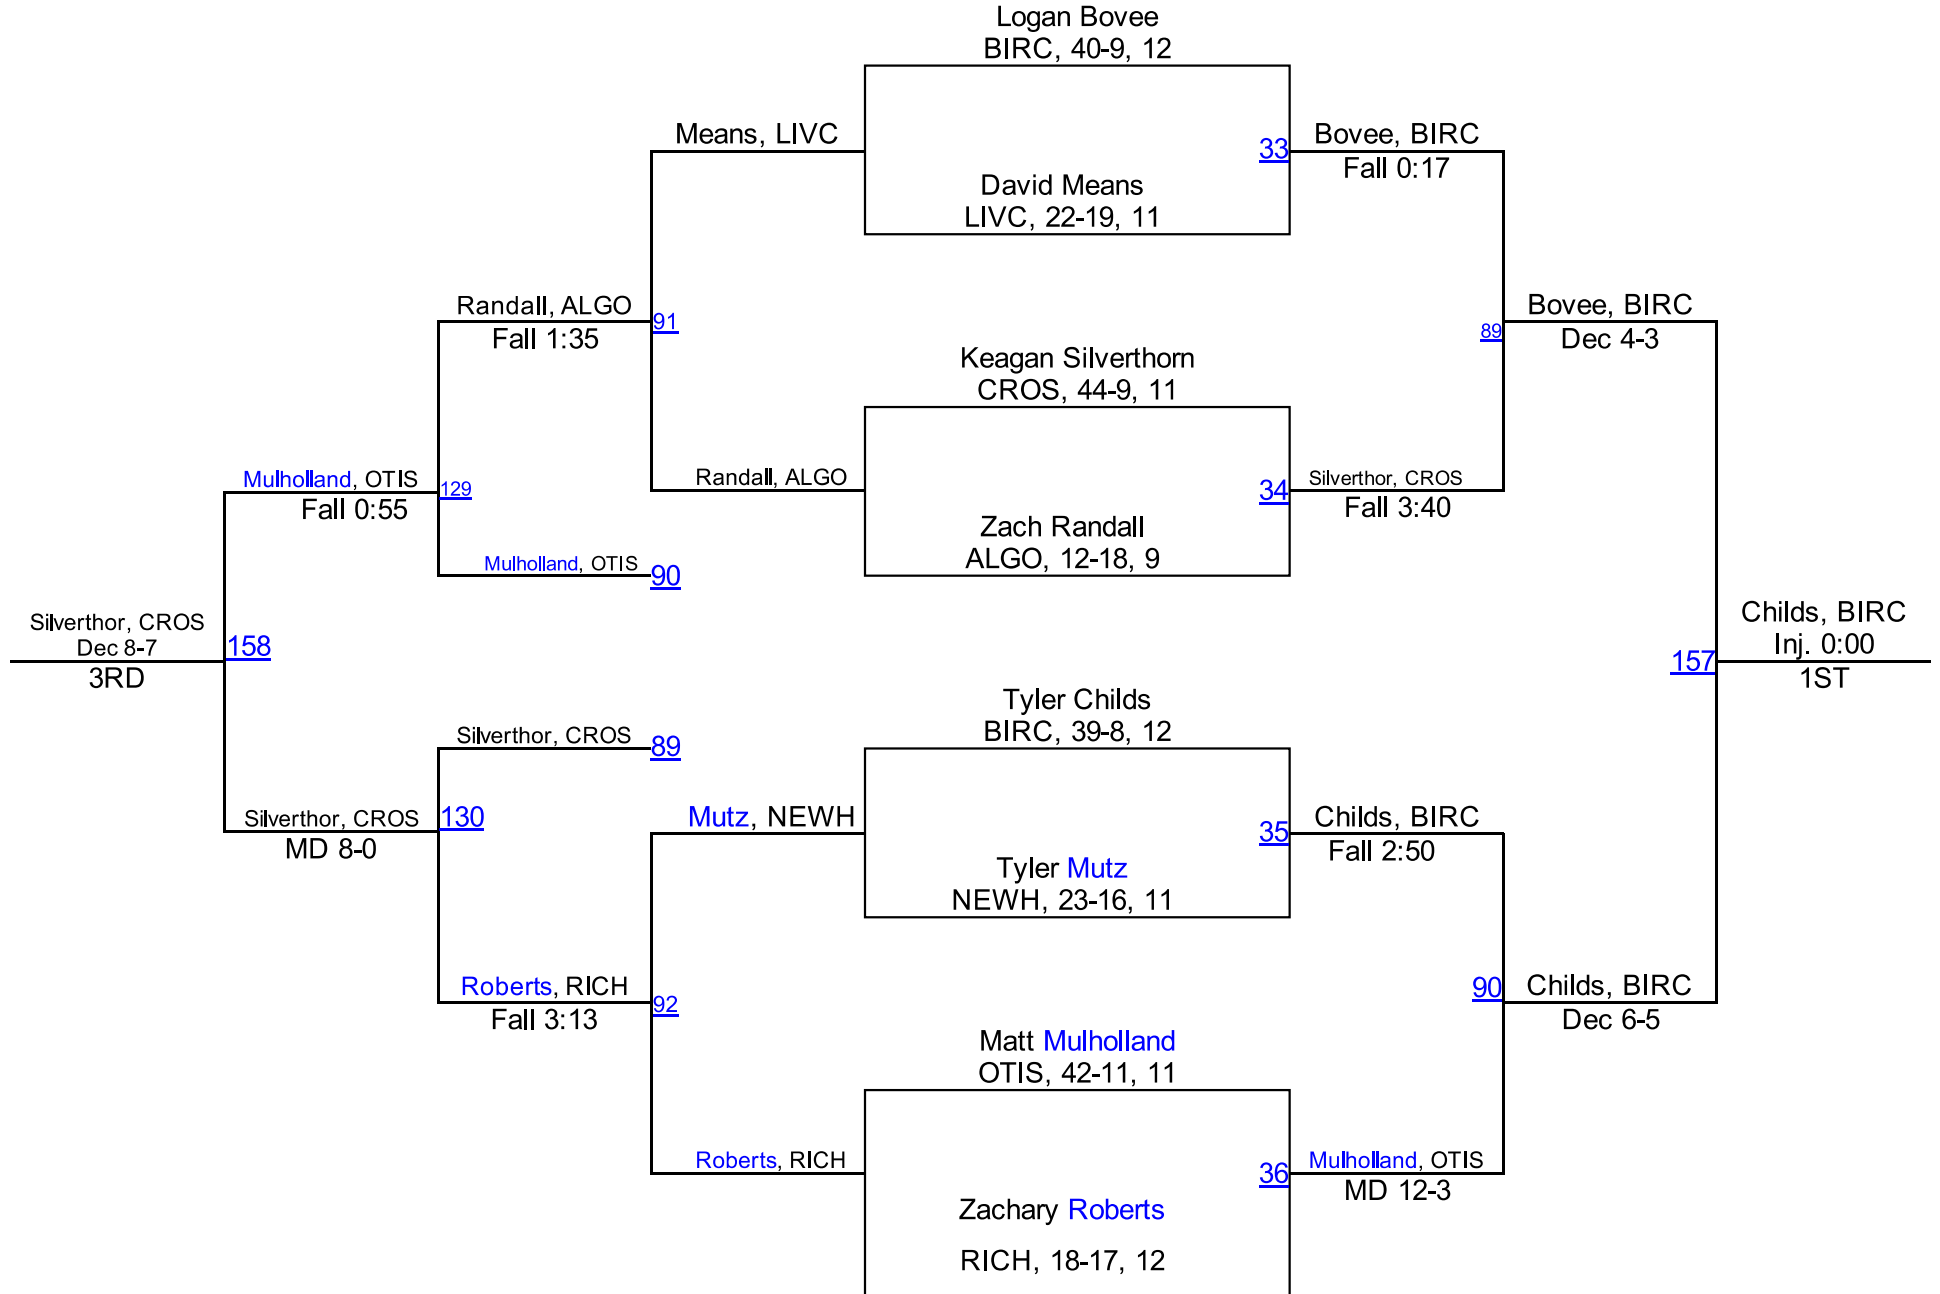 Logan Bovee
BIRC, 40-9, 12
Means, LIVC
33
Bovee, BIRC
Fall 0:17
David Means
LIVC, 22-19, 11
Randall, ALGO
Fall 1:35
91
Bovee, BIRC
Dec 4-3
89
Keagan Silverthorn
CROS, 44-9, 11
Mulholland, OTIS
Fall 0:55
129
Randall, ALGO
34
Silverthor, CROS
Fall 3:40
Zach Randall
ALGO, 12-18, 9
Mulholland, OTIS
90
Silverthor, CROS
Dec 8-7
3RD
158
157
Childs, BIRC
Inj. 0:00
1ST
Tyler Childs
BIRC, 39-8, 12
Silverthor, CROS
89
Silverthor, CROS
MD 8-0
130
Mutz, NEWH
35
Childs, BIRC
Fall 2:50
Tyler Mutz
NEWH, 23-16, 11
Roberts, RICH
Fall 3:13
92
90
Childs, BIRC
Dec 6-5
Matt Mulholland
OTIS, 42-11, 11
Roberts, RICH
36
Mulholland, OTIS
MD 12-3
Zachary Roberts
RICH, 18-17, 12